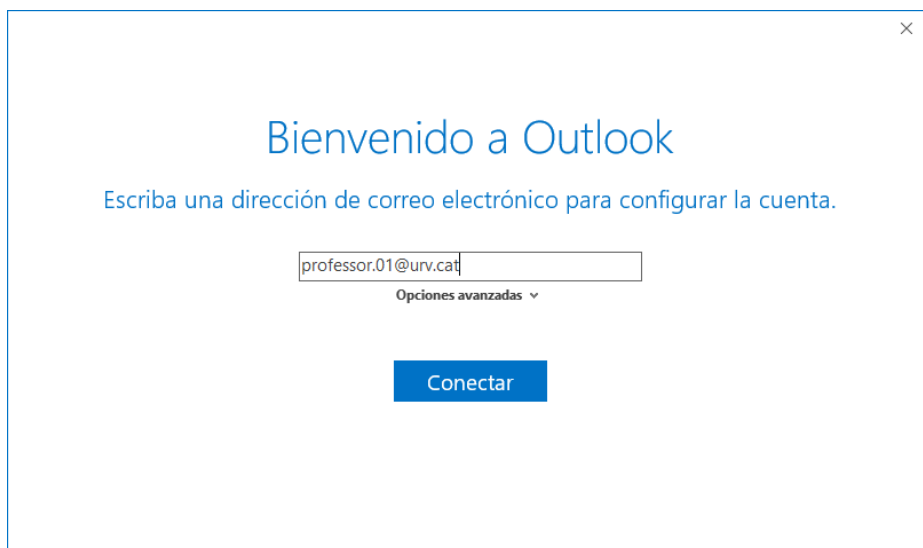 Bienvenido a Outlook
Escriba una dirección de correo electrónico para configurar la cuenta.
professor.01@urv.cat
Opciones avanzadas
Conectar